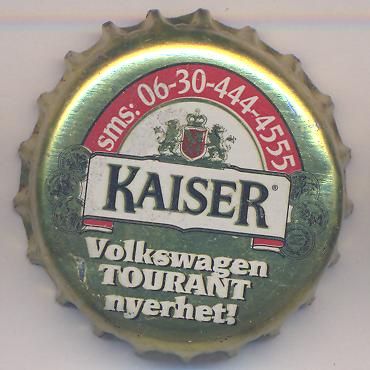 sms: 06-30-444-4555
KAISER®
Volkswagen
TOURANT
nyerhet!